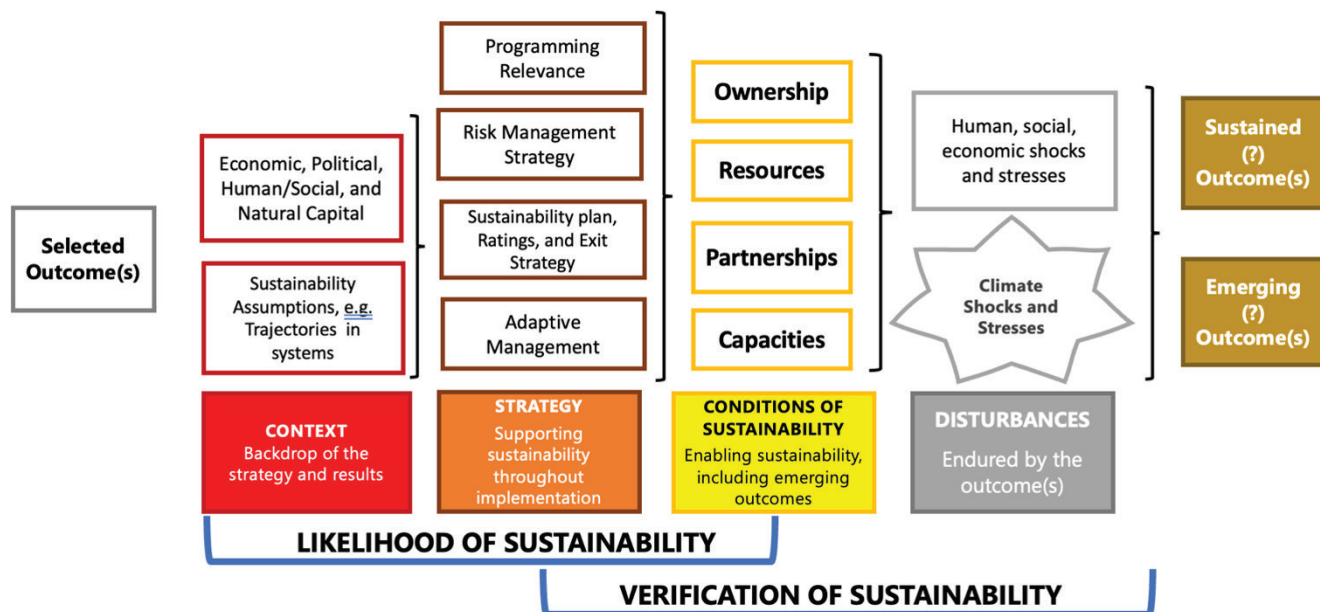 Selected
Outcome(s)
Economic, Political,
Human/Social, and
Natural Capital
Sustainability
Assumptions, e.g.
Trajectories in
systems
CONTEXT
Backdrop of the
strategy and results
Programming
Relevance
Risk Management
Strategy
Sustainability plan,
Ratings, and Exit
Strategy
Adaptive
Management
STRATEGY
Supporting
sustainability
throughout
implementation
Ownership
Resources
Partnerships
Capacities
CONDITIONS OF
SUSTAINABILITY
Enabling sustainability,
including emerging
outcomes
Human, social,
economic shocks
and stresses
Climate
Shocks and
Stresses
DISTURBANCES
Endured by the
outcome(s)
Sustained
(?)
Outcome(s)
Emerging
(?)
Outcome(s)
LIKELIHOOD OF SUSTAINABILITY
VERIFICATION OF SUSTAINABILITY